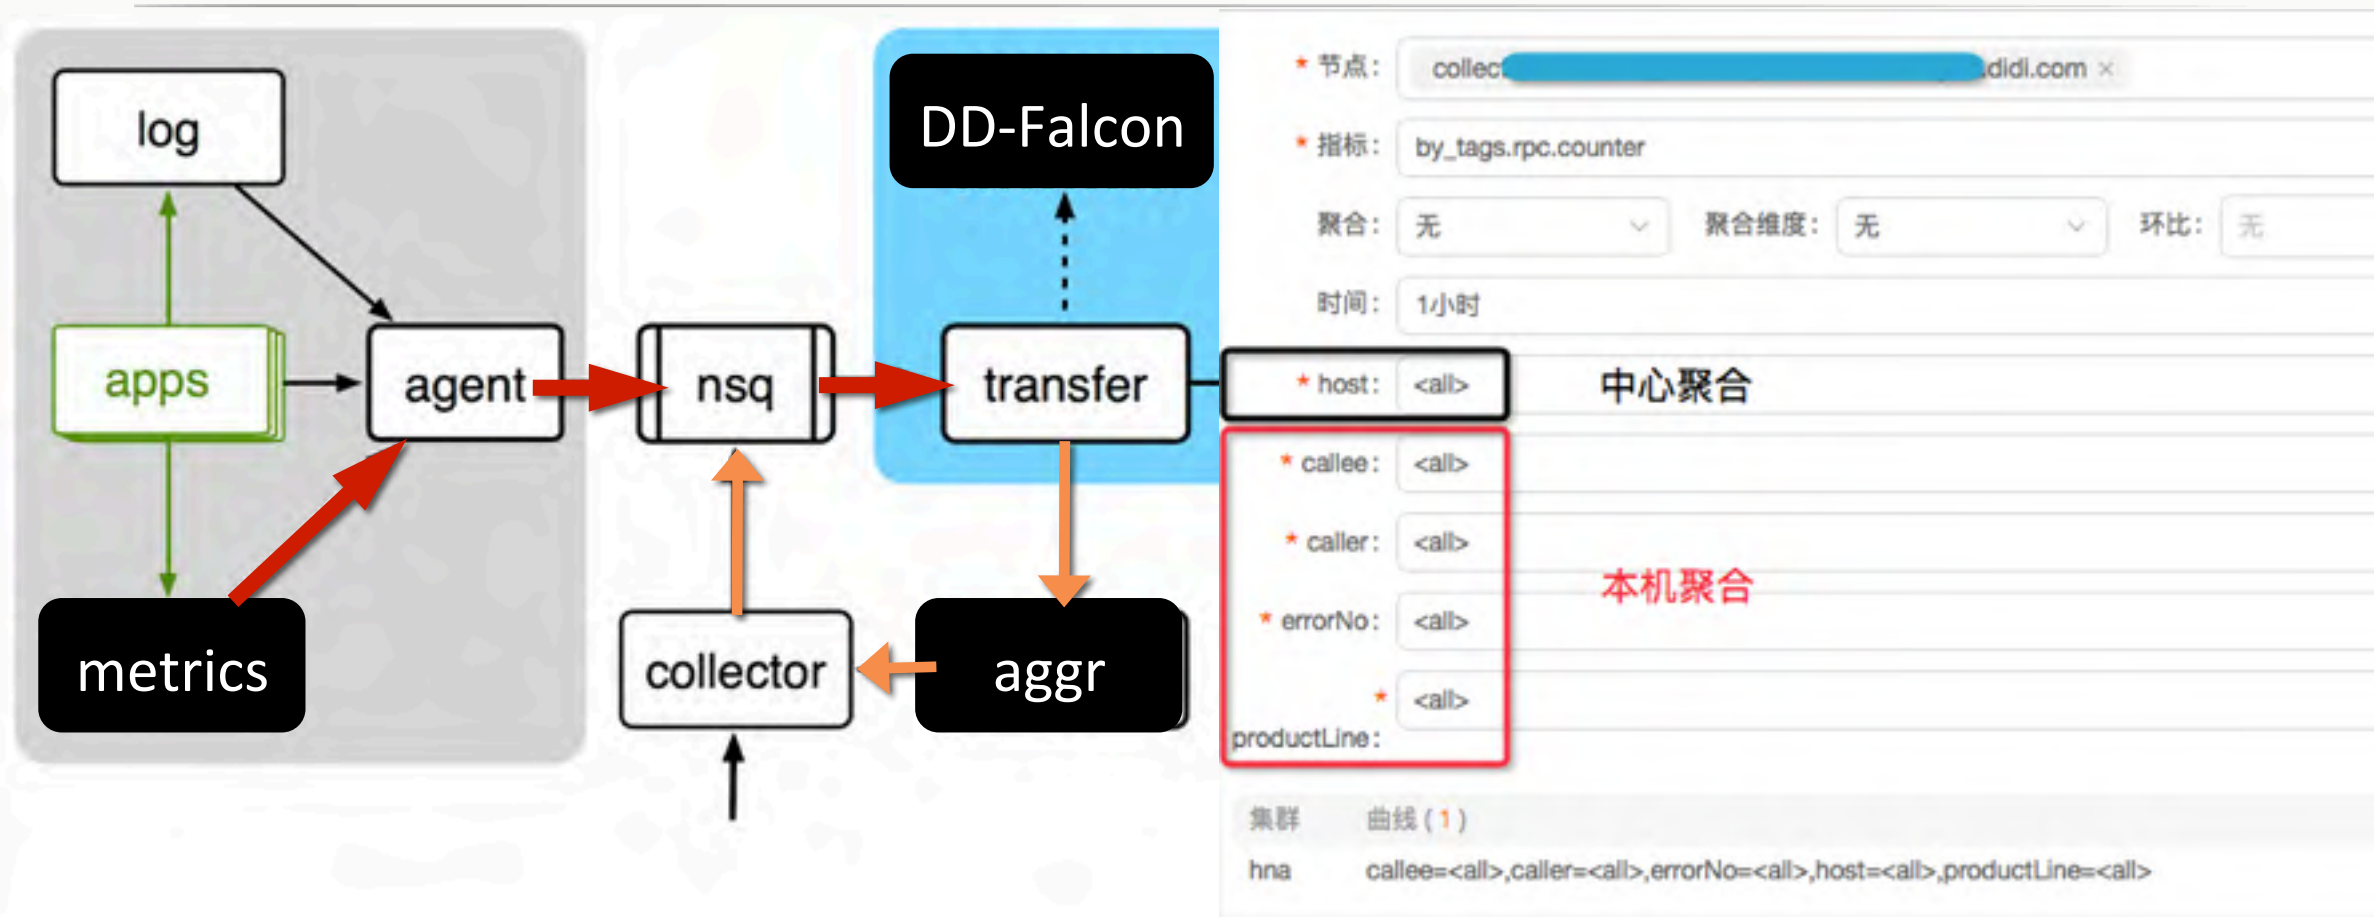 log
apps
agent
metrics
nsq
collector
DD-Falcon
transfer
aggr
* 节点： collec didi.com ×
* 指标： by_tags.rpc.counter
聚合： 无 聚合维度： 无 环比： 无
时间： 1小时
* host： <all> 中心聚合
* callee： <all>
* caller： <all>
本机聚合
* errorNo： <all>
* <all>
productLine：
集群 曲线 ( 1 )
hna callee=<all>,caller=<all>,errorNo=<all>,host=<all>,productLine=<all>